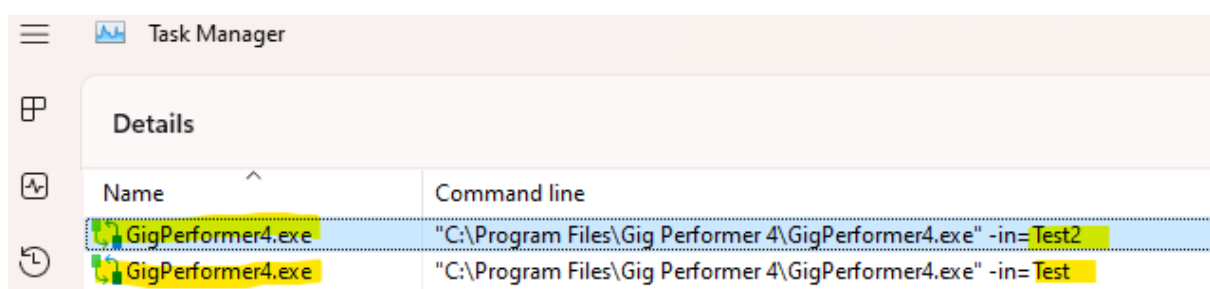 Task Manager
Details
Name Command line
GigPerformer4.exe "C:\Program Files\Gig Performer 4\GigPerformer4.exe" -in=Test2
GigPerformer4.exe "C:\Program Files\Gig Performer 4\GigPerformer4.exe" -in=Test